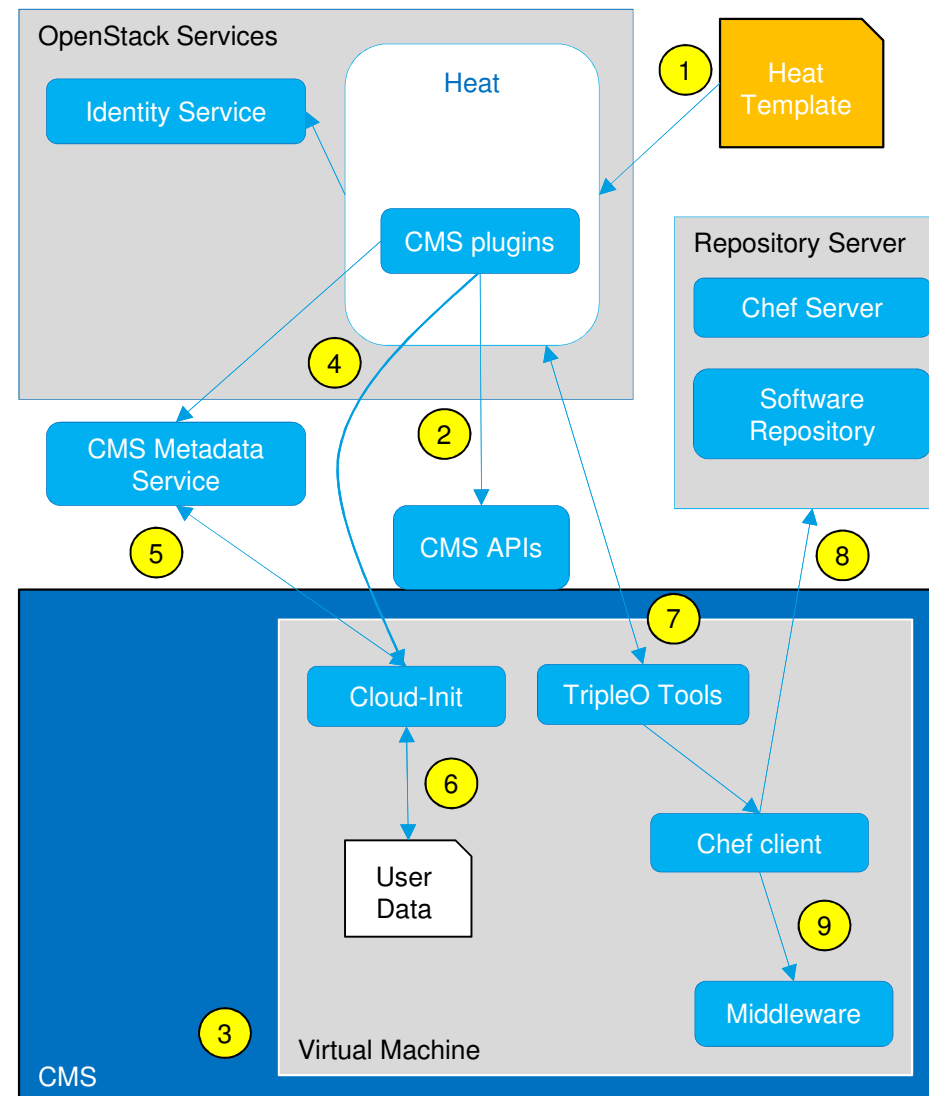 OpenStack Services
Heat
1
Heat
Template
Identity Service
CMS plugins
Repository Server
Chef Server
4
Software
Repository
2
CMS Metadata
Service
5
CMS APIs
8
7
Cloud-Init
TripleO Tools
6
Chef client
User
Data
9
Middleware
3
Virtual Machine
CMS